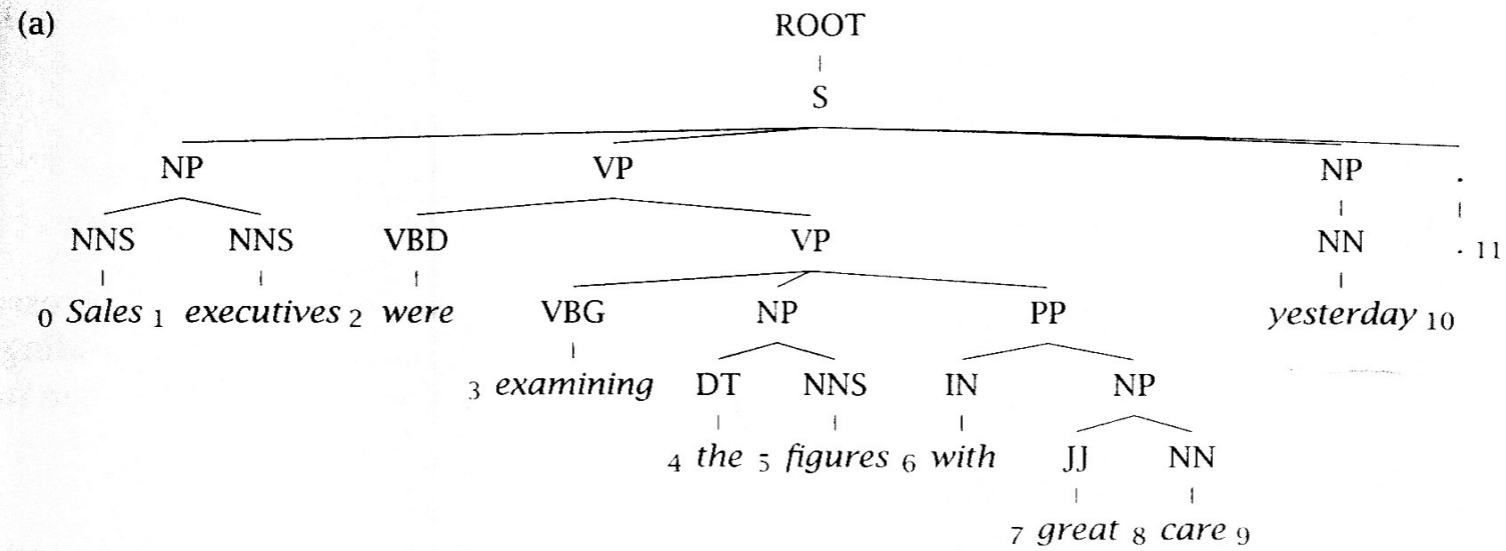 (a)
ROOT
S
NP VP NP .
NNS NNS VBD VP NN . 11
0 Sales 1 executives 2 were VBG NP PP yesterday 10
3 examining DT NNS IN NP
4 the 5 figures 6 with JJ NN
7 great 8 care 9